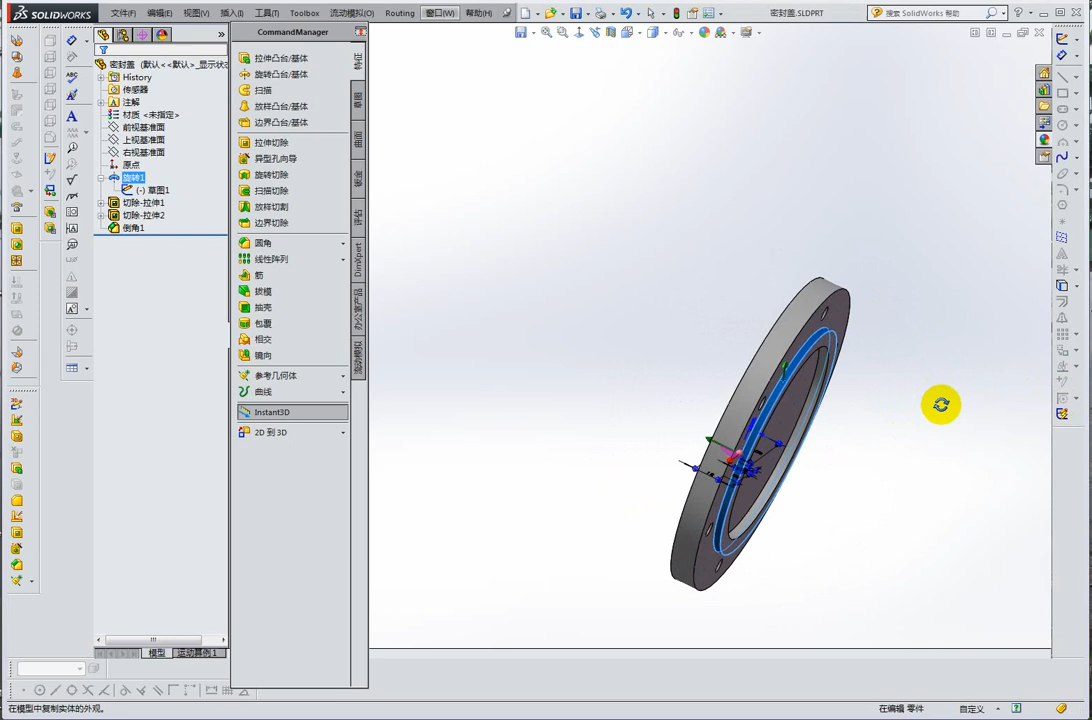 SOLIDWORKS
文件(F) 编辑(E) 视图(V) 插入(I) 工具(T) Toolbox 流动模拟(O) Routing 窗口(W) 帮助(H)
密封盖.SLDPRT
搜索 SolidWorks 帮助
CommandManager
拉伸凸台/基体
旋转凸台/基体
扫描
放样凸台/基体
边界凸台/基体
拉伸切除
异型孔向导
旋转切除
扫描切除
放样切割
边界切除
圆角
线性阵列
筋
拔模
抽壳
包覆
相交
镜向
参考几何体
曲线
Instant3D
2D 到 3D
特征
草图
曲面
钣金
评估
DimXpert
办公室产品
流动模拟
密封盖 (默认<<默认>_显示状态
History
传感器
注解
材质 <未指定>
前视基准面
上视基准面
右视基准面
原点
旋转1
(-) 草图1
切除-拉伸1
切除-拉伸2
倒角1
模型
运动算例1
在模型中复制实体的外观。
在编辑 零件
自定义